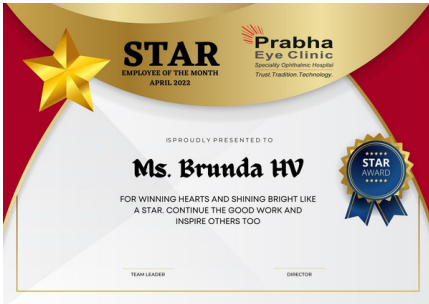 STAR
EMPLOYEE OF THE MONTH
APRIL 2022
Prabha
Eye Clinic
Speciality Ophthalmic Hospital
Trust.Tradition.Technology.
ISPROUDLY PRESENTED TO
Ms. Brunda HV
FOR WINNING HEARTS AND SHINING BRIGHT LIKE
A STAR. CONTINUE THE GOOD WORK AND
INSPIRE OTHERS TOO
STAR
AWARD
TEAM LEADER
DIRECTOR